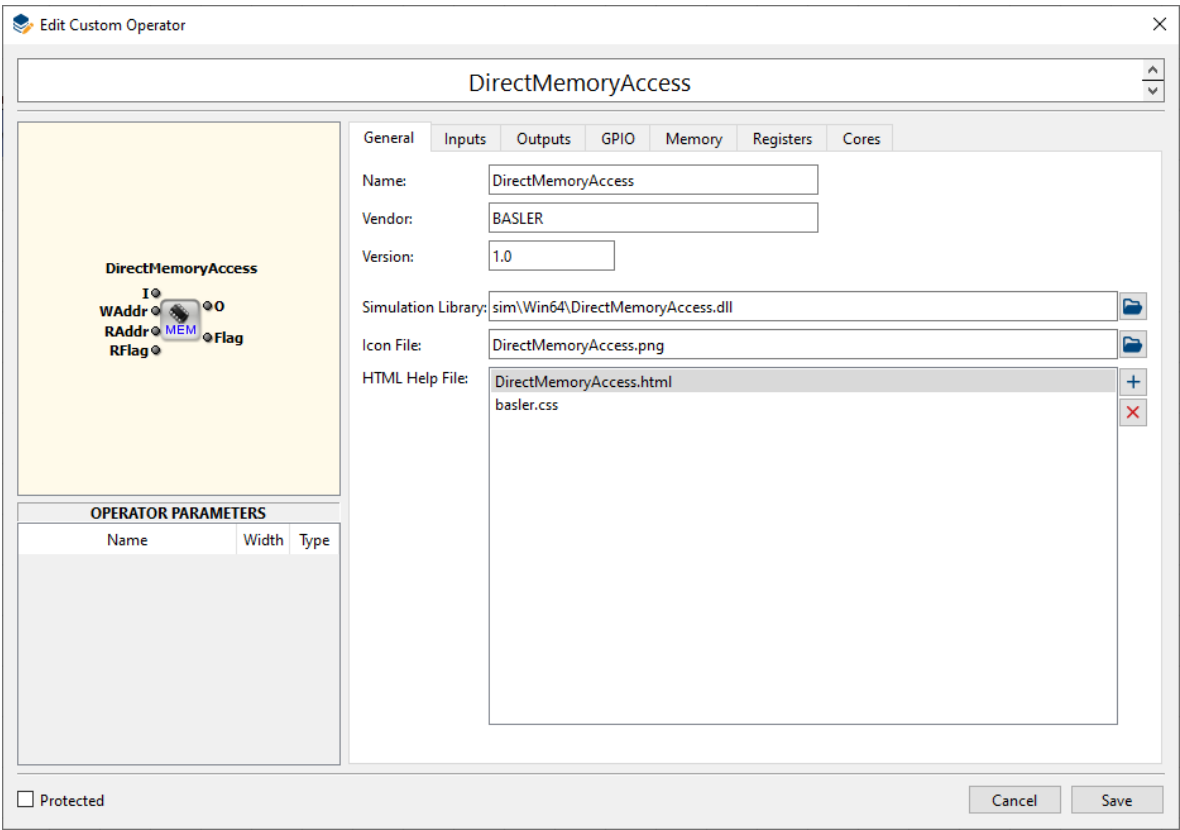 Edit Custom Operator
DirectMemoryAccess
DirectMemoryAccess
I
WAddr
RAddr
RFlag
MEM
O
Flag
OPERATOR PARAMETERS
Name Width Type
General Inputs Outputs GPIO Memory Registers Cores
Name: DirectMemoryAccess
Vendor: BASLER
Version: 1.0
Simulation Library: sim\Win64\DirectMemoryAccess.dll
Icon File: DirectMemoryAccess.png
HTML Help File: DirectMemoryAccess.html
basler.css
Protected
Cancel Save